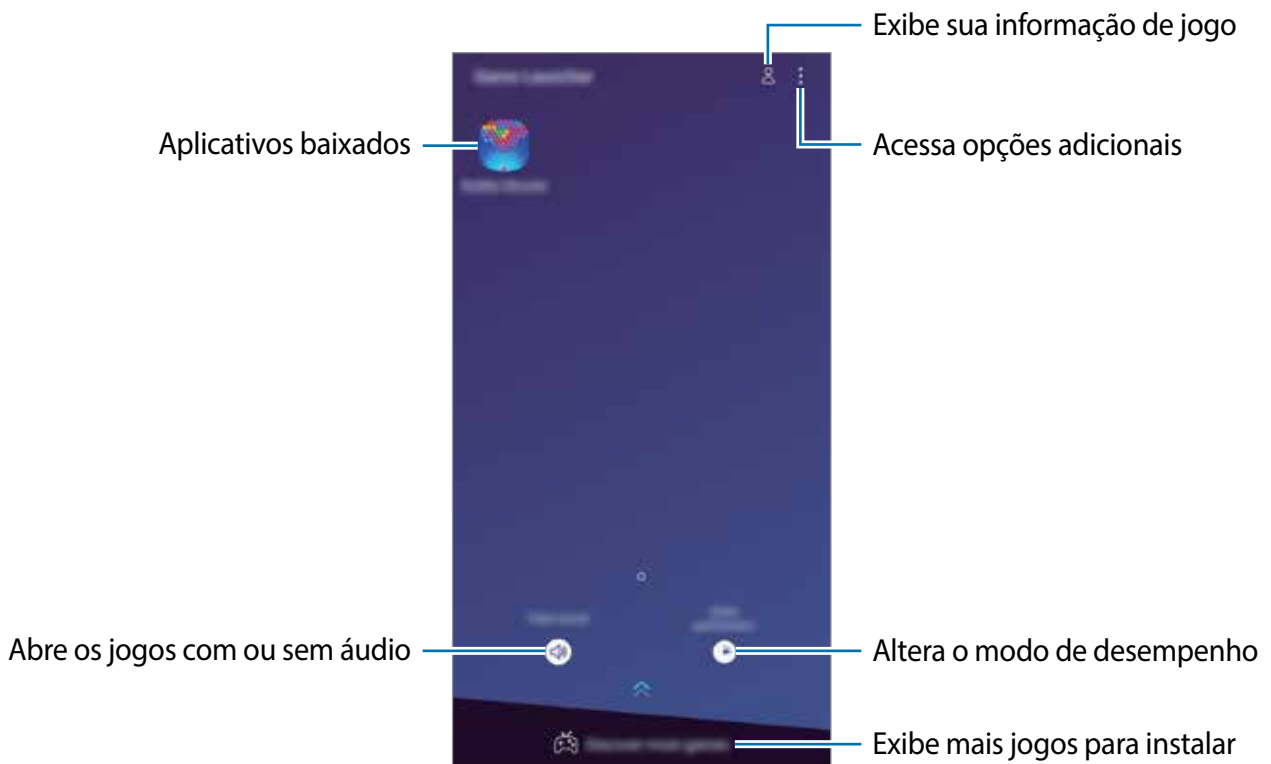 Exibe sua informação de jogo
Aplicativos baixados
Acessa opções adicionais
Abre os jogos com ou sem áudio
Altera o modo de desempenho
Exibe mais jogos para instalar